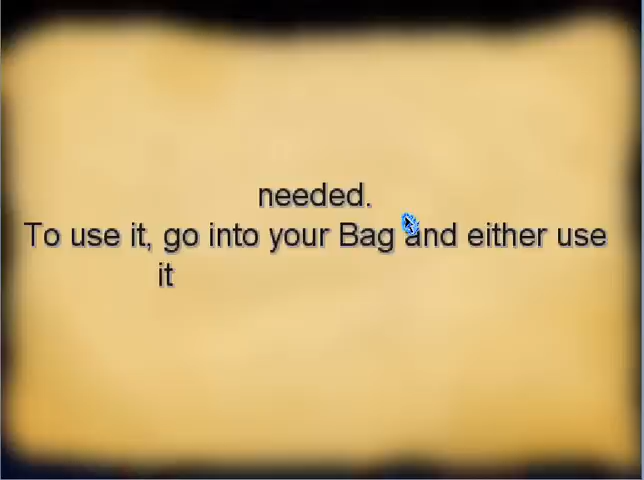 needed.
To use it, go into your Bag and either use
it